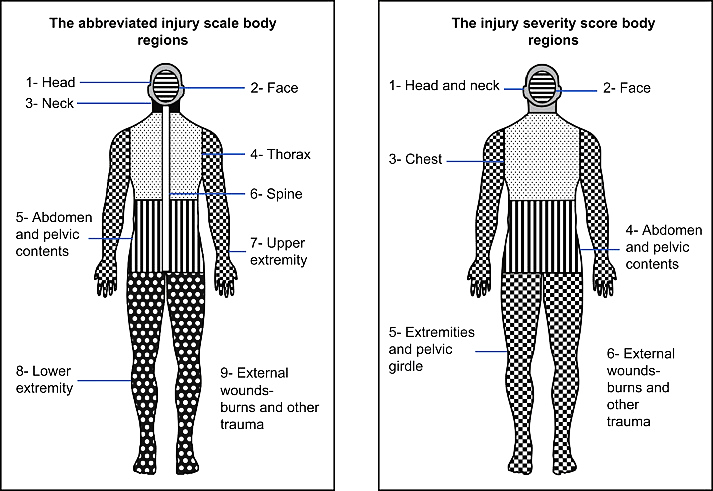 The abbreviated injury scale body
regions
1- Head
2- Face
3- Neck
4- Thorax
6- Spine
5- Abdomen
and pelvic
contents
7- Upper
extremity
8- Lower
extremity
9- External
wounds-
burns and other
trauma
The injury severity score body
regions
1- Head and neck
2- Face
3- Chest
4- Abdomen
and pelvic
contents
5- Extremities
and pelvic
girdle
6- External
wounds-
burns and
other
trauma